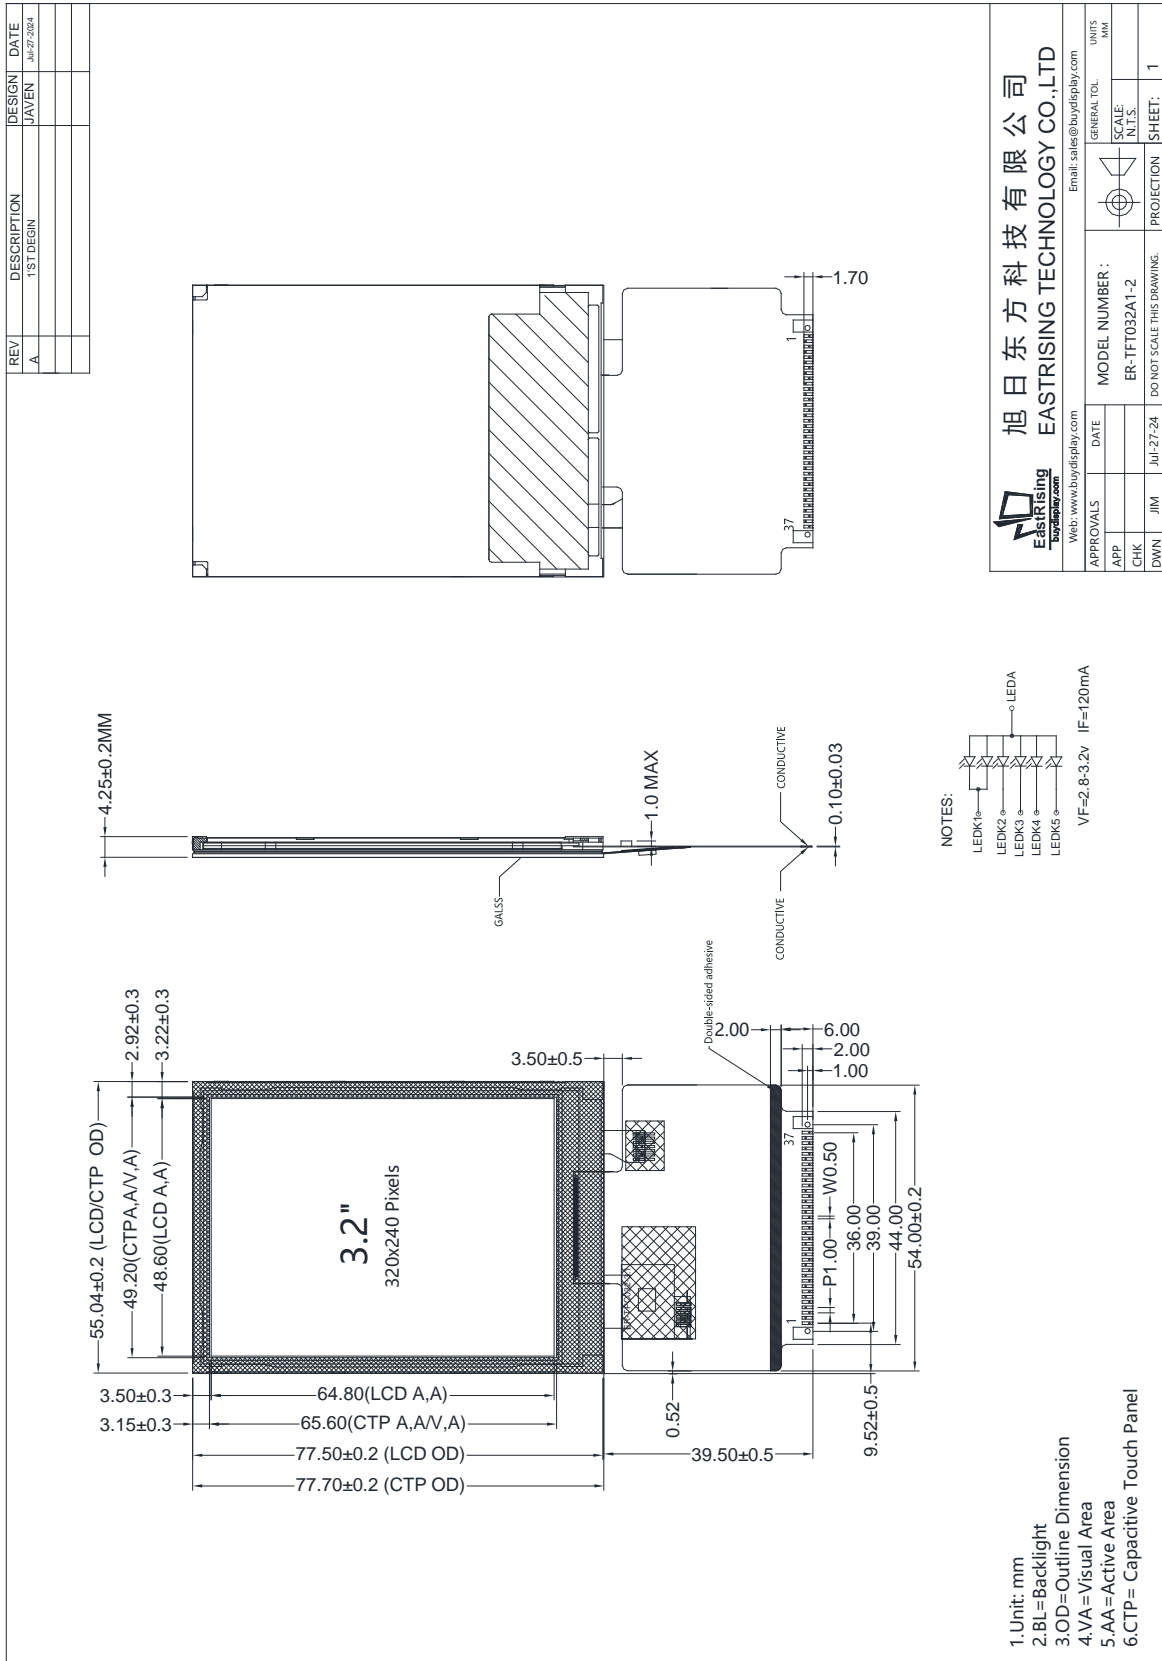 REV DESCRIPTION DESIGN DATE
A 1'ST DEGIN JAVEN Jul-27-2024
1.70
1
37
4.25±0.2MM
GALSS
1.0 MAX
CONDUCTIVE
CONDUCTIVE
0.10±0.03
55.04±0.2 (LCD/CTP OD)
49.20(CTPA,A/V,A)
48.60(LCD A,A)
2.92±0.3
3.22±0.3
3.50±0.5
Double-sided adhesive
2.00
6.00
2.00
1.00
3.2"
320x240 Pixels
37
1
P1.00
W0.50
36.00
39.00
44.00
54.00±0.2
3.50±0.3
64.80(LCD A,A)
3.15±0.3
65.60(CTP A,A/V,A)
77.50±0.2 (LCD OD)
77.70±0.2 (CTP OD)
0.52
39.50±0.5
9.52±0.5
NOTES:
LEDK1
LEDK2
LEDK3
LEDK4
LEDK5
LEDA
VF=2.8-3.2v IF=120mA
1.Unit: mm
2.BL=Backlight
3.OD=Outline Dimension
4.VA=Visual Area
5.AA=Active Area
6.CTP= Capacitive Touch Panel
EastRising
buydisplay.com
旭日东方科技有限公司
EASTRISING TECHNOLOGY CO.,LTD
Web: www.buydisplay.com Email: sales@buydisplay.com
APPROVALS DATE
APP
CHK
DWN JIM Jul-27-24
MODEL NUMBER :
ER-TFT032A1-2
DO NOT SCALE THIS DRAWING.
PROJECTION
GENERAL TOL.
UNITS
MM
SCALE:
N.T.S.
SHEET: 1